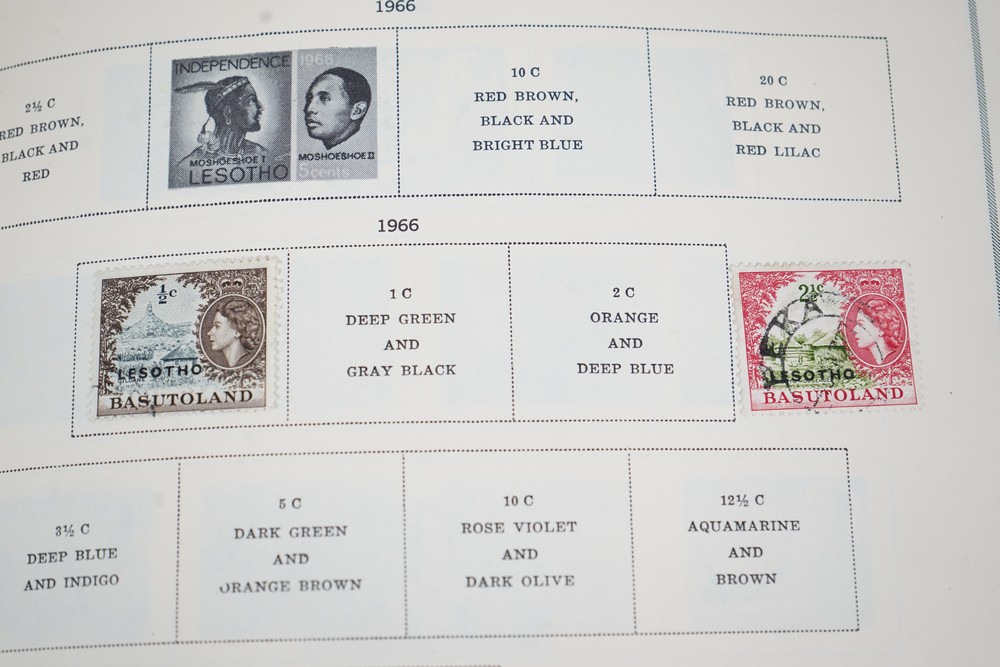 1966
2½ C
RED BROWN,
BLACK AND
RED
INDEPENDENCE 1966
MOSHOESHOE I MOSHOESHOE II
LESOTHO 5 cents
10 C
RED BROWN,
BLACK AND
BRIGHT BLUE
20 C
RED BROWN,
BLACK AND
RED LILAC
1966
½c
LESOTHO
BASUTOLAND
1 C
DEEP GREEN
AND
GRAY BLACK
2 C
ORANGE
AND
DEEP BLUE
2½c
LESOTHO
BASUTOLAND
3½ C
DEEP BLUE
AND INDIGO
5 C
DARK GREEN
AND
ORANGE BROWN
10 C
ROSE VIOLET
AND
DARK OLIVE
12½ C
AQUAMARINE
AND
BROWN